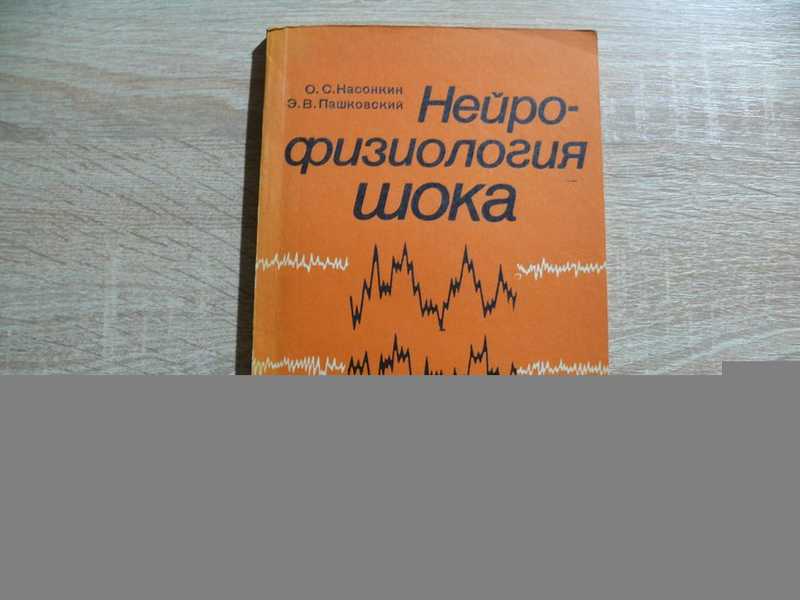 О. С. Насонкин
Э. В. Пашковский
Нейро-
физиология
шока